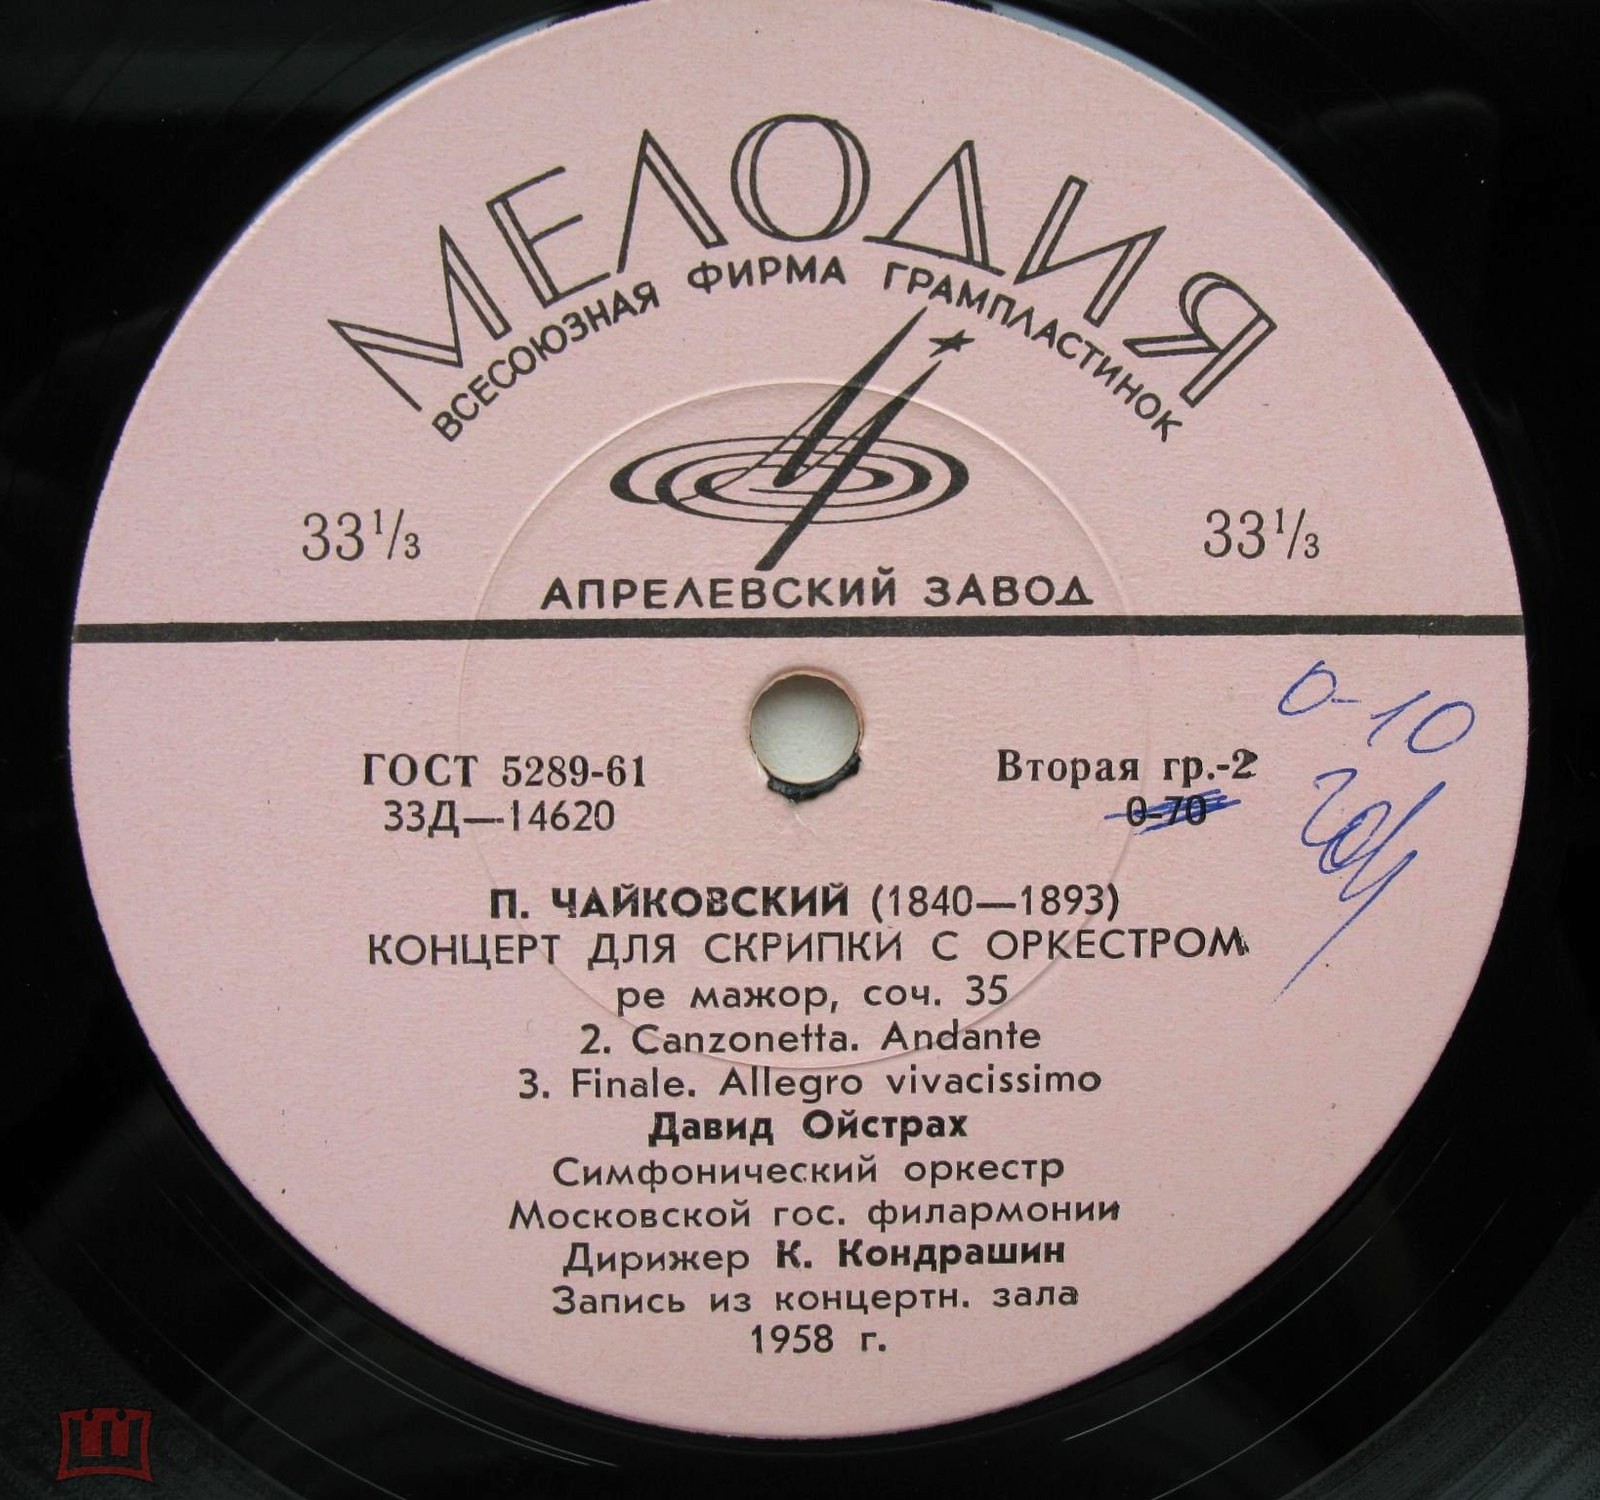 МЕЛОДИЯ
ВСЕСОЮЗНАЯ ФИРМА ГРАМПЛАСТИНОК
33⅓ 33⅓
АПРЕЛЕВСКИЙ ЗАВОД
0-10
ГОСТ 5289-61 Вторая гр.-2
33Д—14620 0-70
П. ЧАЙКОВСКИЙ (1840—1893)
КОНЦЕРТ ДЛЯ СКРИПКИ С ОРКЕСТРОМ
ре мажор, соч. 35
2. Canzonetta. Andante
3. Finale. Allegro vivacissimo
Давид Ойстрах
Симфонический оркестр
Московской гос. филармонии
Дирижер К. Кондрашин
Запись из концертн. зала
1958 г.